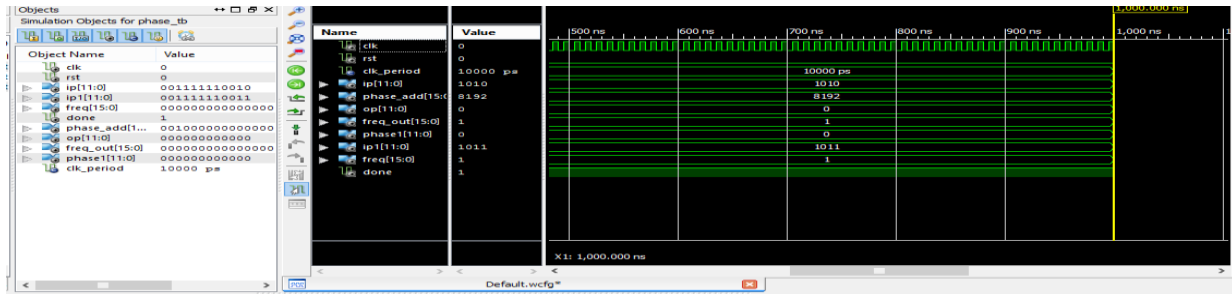 Objects
Simulation Objects for phase_tb
Object Name Value
clk 0
rst 0
ip[11:0] 001111110010
ip1[11:0] 001111110011
freq[15:0] 00000000000000
done 1
phase_add[1... 00100000000000
op[11:0] 000000000000
freq_out[15:0] 00000000000000
phase1[11:0] 000000000000
clk_period 10000 ps
Name Value
clk 0
rst 0
clk_period 10000 ps
ip[11:0] 1010
phase_add[15:0 8192
op[11:0] 0
freq_out[15:0] 1
phase1[11:0] 0
ip1[11:0] 1011
freq[15:0] 1
done 1
1,000.000 ns
500 ns 600 ns 700 ns 800 ns 900 ns 1,000 ns
10000 ps
1010
8192
0
1
0
1011
1
X1: 1,000.000 ns
Default.wcfg*